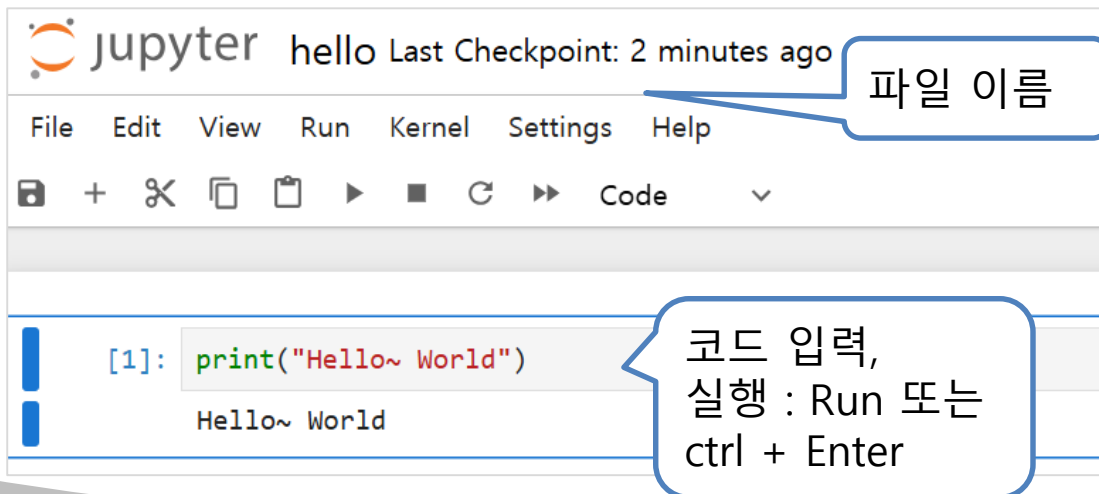 jupyter hello Last Checkpoint: 2 minutes ago
파일 이름
File Edit View Run Kernel Settings Help
Code
[1]: print("Hello~ World")
Hello~ World
코드 입력,
실행 : Run 또는
ctrl + Enter